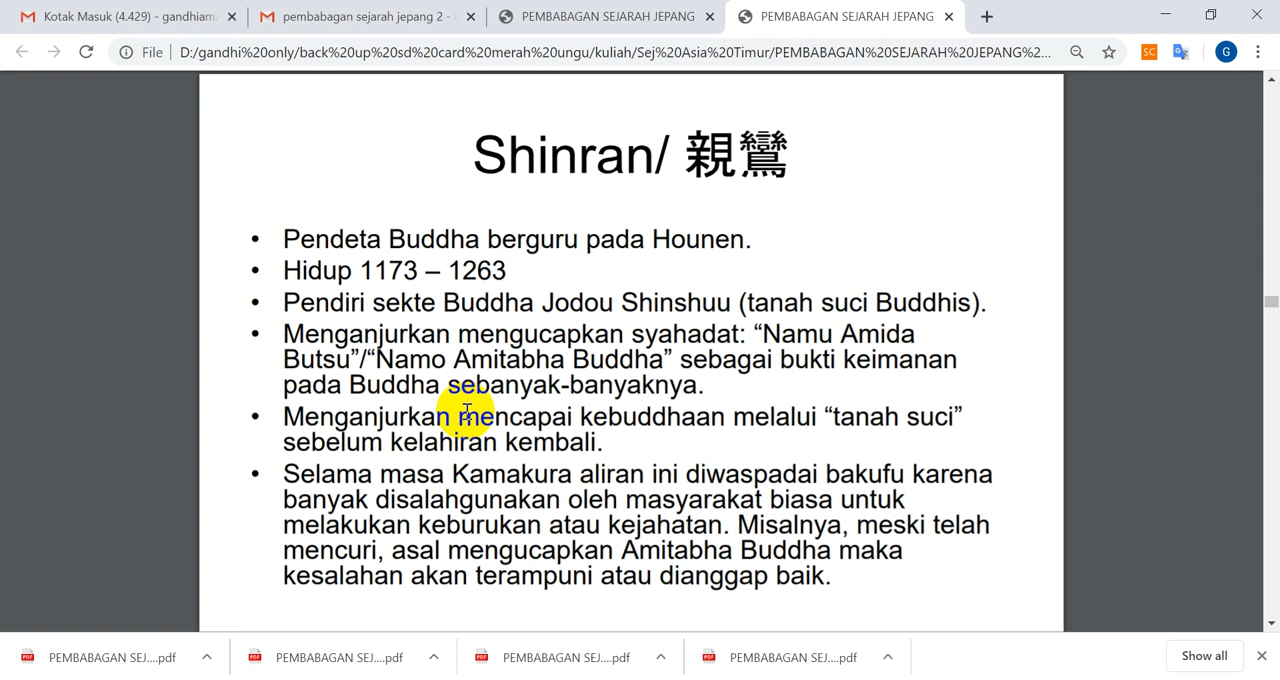 Kotak Masuk (4.429) - gandhiam
pembabagan sejarah jepang 2 -
PEMBABAGAN SEJARAH JEPANG
PEMBABAGAN SEJARAH JEPANG
File
D:/gandhi%20only/back%20up%20sd%20card%20merah%20ungu/kuliah/Sej%20Asia%20Timur/PEMBABAGAN%20SEJARAH%20JEPANG%2...
SC
G
Shinran/ 親鸞
• Pendeta Buddha berguru pada Hounen.
• Hidup 1173 – 1263
• Pendiri sekte Buddha Jodou Shinshuu (tanah suci Buddhis).
• Menganjurkan mengucapkan syahadat: “Namu Amida
Butsu”/“Namo Amitabha Buddha” sebagai bukti keimanan
pada Buddha sebanyak-banyaknya.
• Menganjurkan mencapai kebuddhaan melalui “tanah suci”
sebelum kelahiran kembali.
• Selama masa Kamakura aliran ini diwaspadai bakufu karena
banyak disalahgunakan oleh masyarakat biasa untuk
melakukan keburukan atau kejahatan. Misalnya, meski telah
mencuri, asal mengucapkan Amitabha Buddha maka
kesalahan akan terampuni atau dianggap baik.
PEMBABAGAN SEJ....pdf
PEMBABAGAN SEJ....pdf
PEMBABAGAN SEJ....pdf
PEMBABAGAN SEJ....pdf
Show all